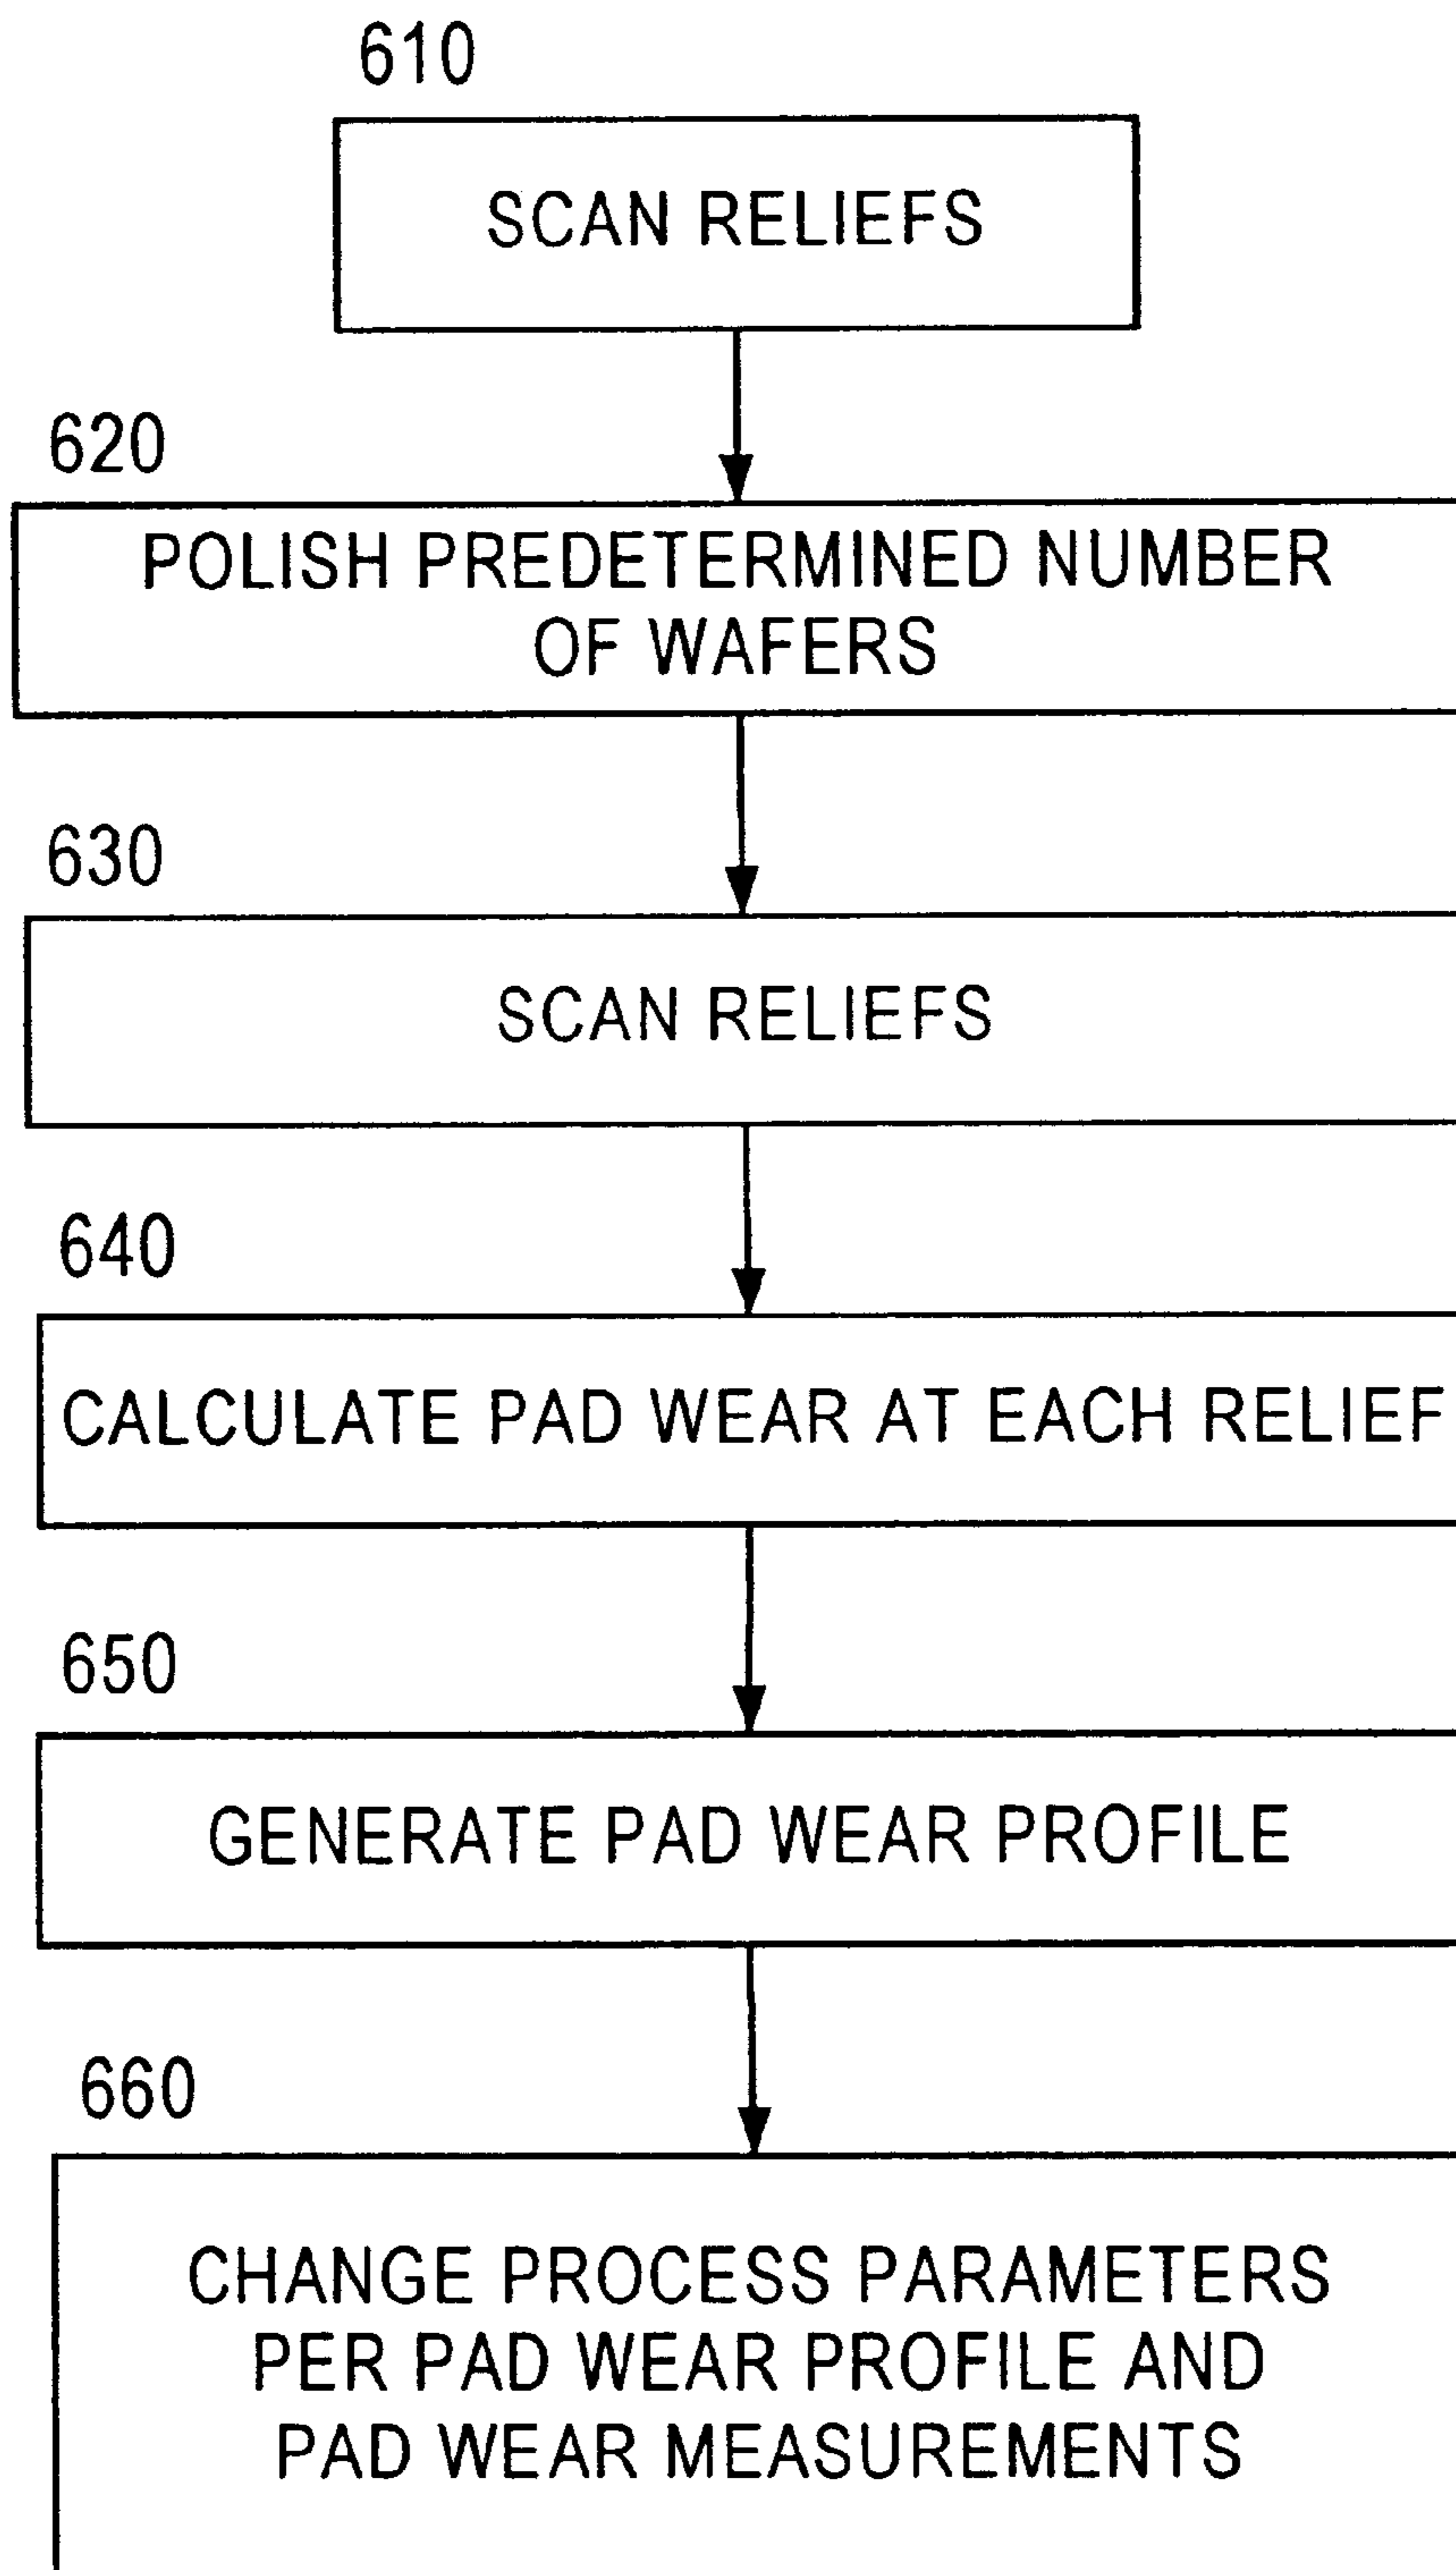 610
SCAN RELIEFS
620
POLISH PREDETERMINED NUMBER
OF WAFERS
630
SCAN RELIEFS
640
CALCULATE PAD WEAR AT EACH RELIEF
650
GENERATE PAD WEAR PROFILE
660
CHANGE PROCESS PARAMETERS
PER PAD WEAR PROFILE AND
PAD WEAR MEASUREMENTS